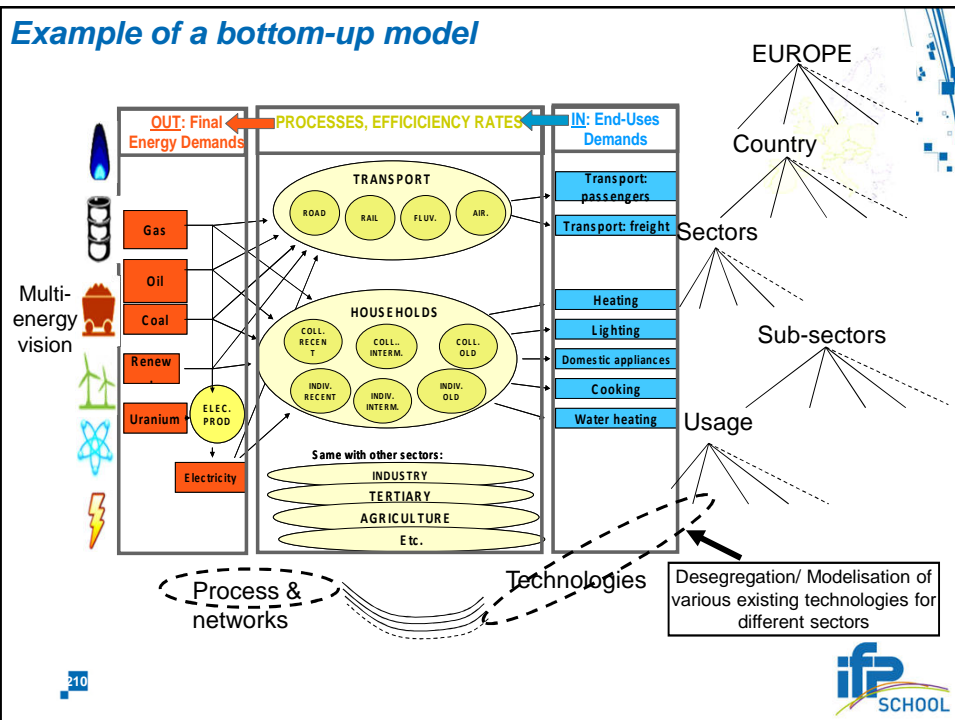 Example of a bottom-up model
EUROPE
Country
Sectors
Sub-sectors
Usage
OUT: Final
Energy Demands
PROCESSES, EFFICICIENCY RATES
IN: End-Uses
Demands
Multi-
energy
vision
Gas
Oil
Coal
Renew
.
Uranium
ELEC.
PROD
Electricity
TRANSPORT
ROAD
RAIL
FLUV.
AIR.
HOUSEHOLDS
COLL.
RECEN
T
COLL..
INTERM.
COLL.
OLD
INDIV.
RECENT
INDIV.
INTERM.
INDIV.
OLD
Same with other sectors:
INDUSTRY
TERTIARY
AGRICULTURE
Etc.
Transport:
passengers
Transport: freight
Heating
Lighting
Domestic appliances
Cooking
Water heating
Process &
networks
Technologies
Desegregation/ Modelisation of
various existing technologies for
different sectors
210
ifp
SCHOOL